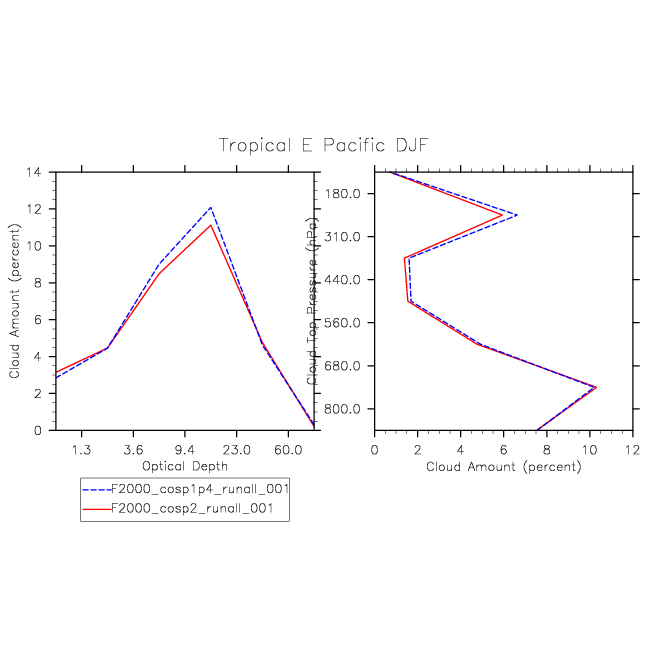 Tropical E Pacific DJF
Cloud Amount (percent)
14
12
10
8
6
4
2
0
1.3 3.6 9.4 23.0 60.0
Optical Depth
Cloud Top Pressure (hPa)
180.0
310.0
440.0
560.0
680.0
800.0
0 2 4 6 8 10 12
Cloud Amount (percent)
F2000_cosp1p4_runall_001
F2000_cosp2_runall_001